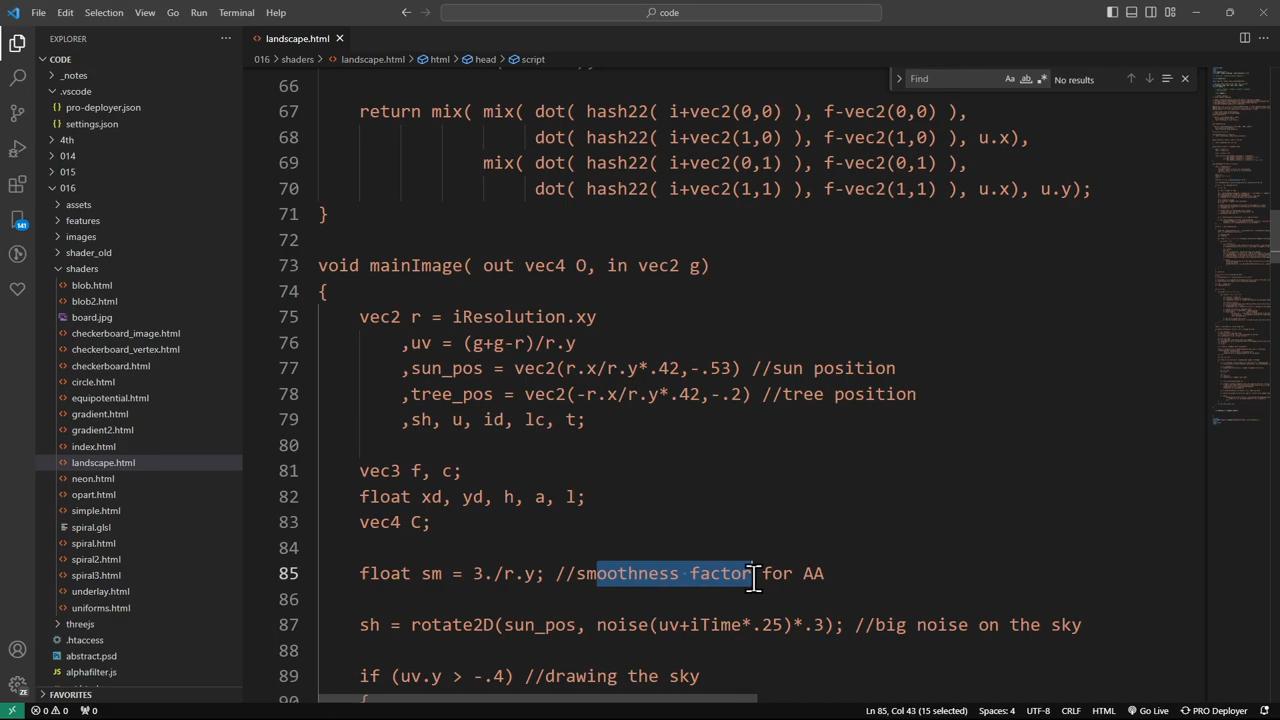 File Edit Selection View Go Run Terminal Help
code
EXPLORER
landscape.html
CODE
016 shaders landscape.html html head script
_notes
.vscode
pro-deployer.json
settings.json
4th
014
015
016
assets
features
images
shader_old
shaders
blob.html
blob2.html
board.jpg
checkerboard_image.html
checkerboard_vertex.html
checkerboard.html
circle.html
equipotential.html
gradient.html
gradient2.html
index.html
landscape.html
neon.html
opart.html
simple.html
spiral.glsl
spiral.html
spiral2.html
spiral3.html
underlay.html
uniforms.html
threejs
.htaccess
abstract.psd
alphafilter.js
FAVORITES
141
ZE
Find Aa ab .* No results
66
67 return mix( mix( dot( hash22( i+vec2(0,0) ), f-vec2(0,0) ),
68 dot( hash22( i+vec2(1,0) ), f-vec2(1,0) ), u.x),
69 mix( dot( hash22( i+vec2(0,1) ), f-vec2(0,1) ),
70 dot( hash22( i+vec2(1,1) ), f-vec2(1,1) ), u.x), u.y);
71 }
72
73 void mainImage( out vec4 O, in vec2 g)
74 {
75 vec2 r = iResolution.xy
76 ,uv = (g+g-r)/r.y
77 ,sun_pos = vec2(r.x/r.y*.42,-.53) //sun position
78 ,tree_pos = vec2(-r.x/r.y*.42,-.2) //tree position
79 ,sh, u, id, ic, t;
80
81 vec3 f, c;
82 float xd, yd, h, a, l;
83 vec4 C;
84
85 float sm = 3./r.y; //smoothness factor for AA
86
87 sh = rotate2D(sun_pos, noise(uv+iTime*.25)*.3); //big noise on the sky
88
89 if (uv.y > -.4) //drawing the sky
90 {
0 0 0 Ln 85, Col 43 (15 selected) Spaces: 4 UTF-8 CRLF HTML Go Live PRO Deployer